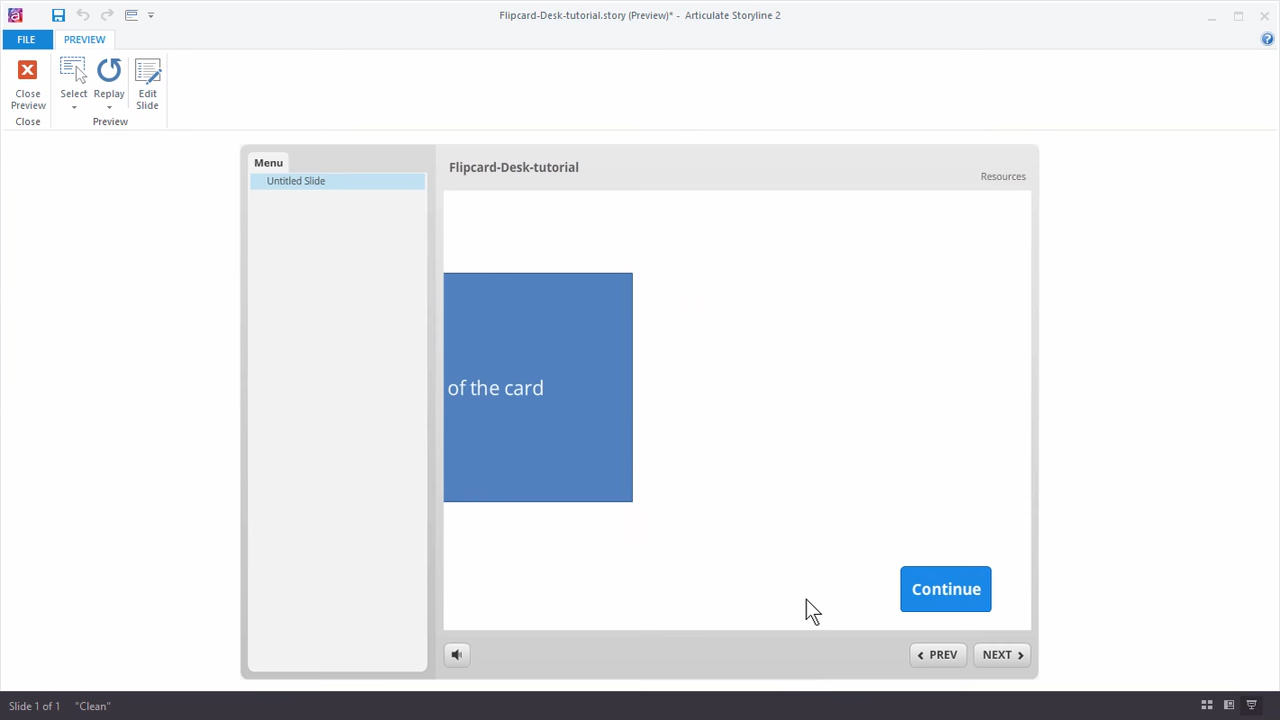 Flipcard-Desk-tutorial.story (Preview)* - Articulate Storyline 2
FILE
PREVIEW
Close
Preview
Select
Replay
Edit
Slide
Close
Preview
Menu
Untitled Slide
Flipcard-Desk-tutorial
Resources
of the card
Continue
PREV
NEXT
Slide 1 of 1
"Clean"